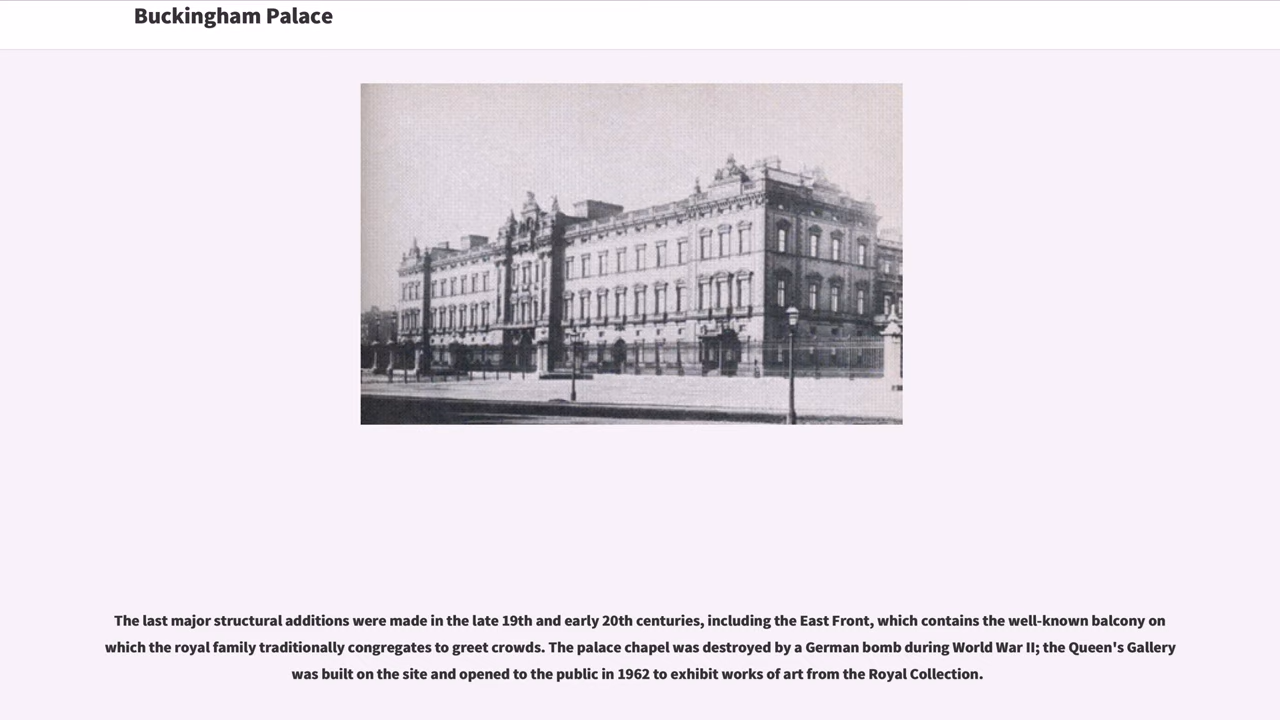 Buckingham Palace
The last major structural additions were made in the late 19th and early 20th centuries, including the East Front, which contains the well-known balcony on
which the royal family traditionally congregates to greet crowds. The palace chapel was destroyed by a German bomb during World War II; the Queen's Gallery
was built on the site and opened to the public in 1962 to exhibit works of art from the Royal Collection.